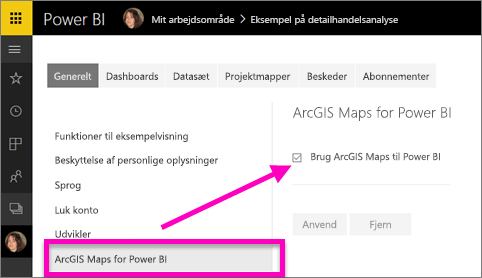 Power BI Mit arbejdsområde > Eksempel på detailhandelsanalyse
Generelt Dashboards Datasæt Projektmapper Beskeder Abonnementer
ArcGIS Maps for Power BI
Funktioner til eksempelvisning
Beskyttelse af personlige oplysninger
Brug ArcGIS Maps til Power BI
Sprog
Luk konto
Udvikler
Anvend Fjern
ArcGIS Maps for Power BI